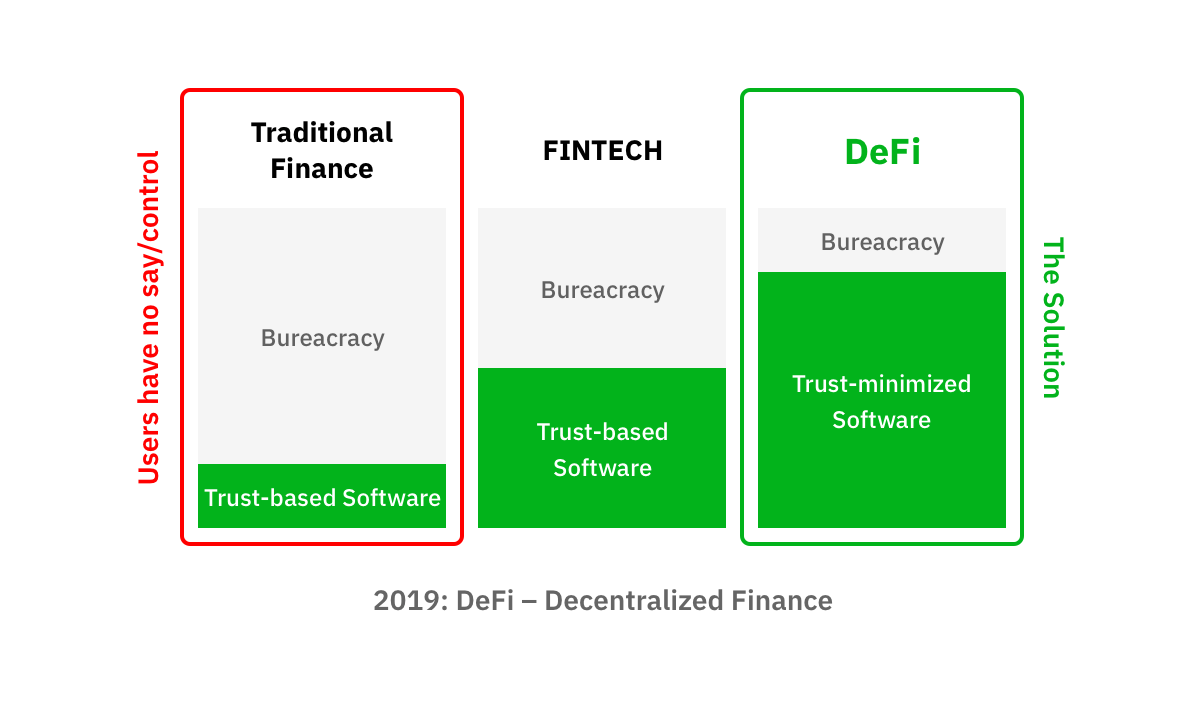 Users have no say/control
Traditional
Finance
Bureacracy
Trust-based Software
FINTECH
Bureacracy
Trust-based
Software
DeFi
Bureacracy
Trust-minimized
Software
The Solution
2019: DeFi – Decentralized Finance